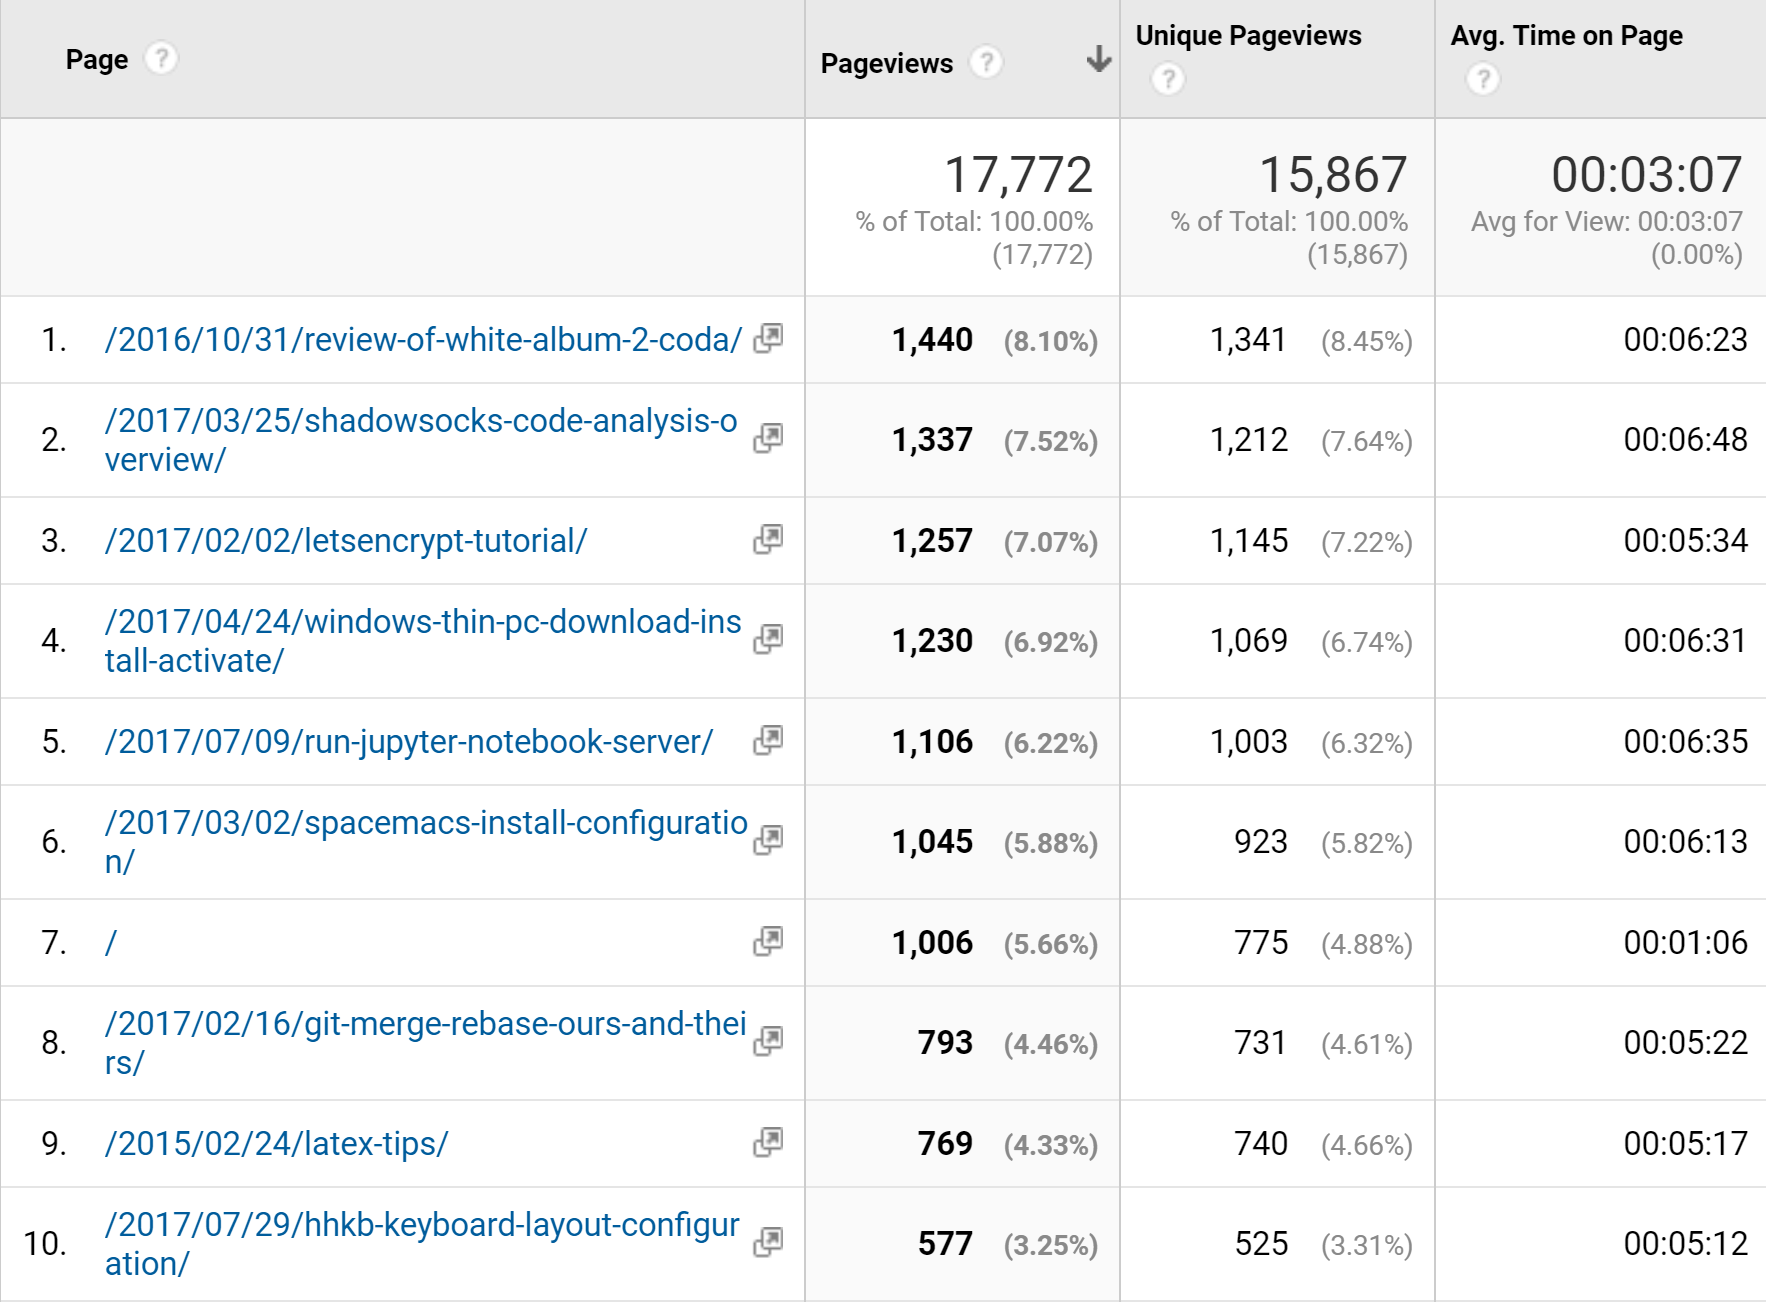 Page ?
Pageviews ?
Unique Pageviews
?
Avg. Time on Page
?
17,772
% of Total: 100.00%
(17,772)
15,867
% of Total: 100.00%
(15,867)
00:03:07
Avg for View: 00:03:07
(0.00%)
1. /2016/10/31/review-of-white-album-2-coda/ 1,440 (8.10%) 1,341 (8.45%) 00:06:23
2. /2017/03/25/shadowsocks-code-analysis-o
verview/ 1,337 (7.52%) 1,212 (7.64%) 00:06:48
3. /2017/02/02/letsencrypt-tutorial/ 1,257 (7.07%) 1,145 (7.22%) 00:05:34
4. /2017/04/24/windows-thin-pc-download-ins
tall-activate/ 1,230 (6.92%) 1,069 (6.74%) 00:06:31
5. /2017/07/09/run-jupyter-notebook-server/ 1,106 (6.22%) 1,003 (6.32%) 00:06:35
6. /2017/03/02/spacemacs-install-configuratio
n/ 1,045 (5.88%) 923 (5.82%) 00:06:13
7. / 1,006 (5.66%) 775 (4.88%) 00:01:06
8. /2017/02/16/git-merge-rebase-ours-and-thei
rs/ 793 (4.46%) 731 (4.61%) 00:05:22
9. /2015/02/24/latex-tips/ 769 (4.33%) 740 (4.66%) 00:05:17
10. /2017/07/29/hhkb-keyboard-layout-configur
ation/ 577 (3.25%) 525 (3.31%) 00:05:12